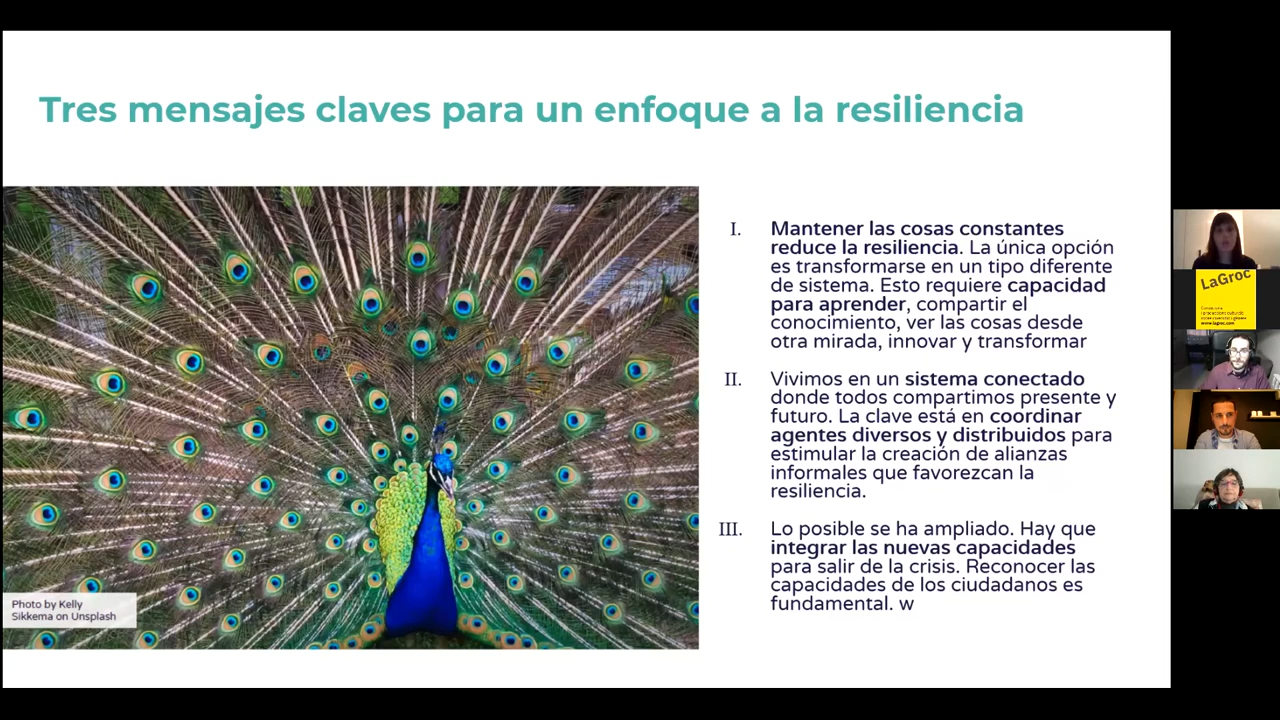 Tres mensajes claves para un enfoque a la resiliencia
I. Mantener las cosas constantes
reduce la resiliencia. La única opción
es transformarse en un tipo diferente
de sistema. Esto requiere capacidad
para aprender, compartir el
conocimiento, ver las cosas desde
otra mirada, innovar y transformar
II. Vivimos en un sistema conectado
donde todos compartimos presente y
futuro. La clave está en coordinar
agentes diversos y distribuidos para
estimular la creación de alianzas
informales que favorezcan la
resiliencia.
III. Lo posible se ha ampliado. Hay que
integrar las nuevas capacidades
para salir de la crisis. Reconocer las
capacidades de los ciudadanos es
fundamental. w
Photo by Kelly
Sikkema on Unsplash
LaGroc
www.lagroc.com